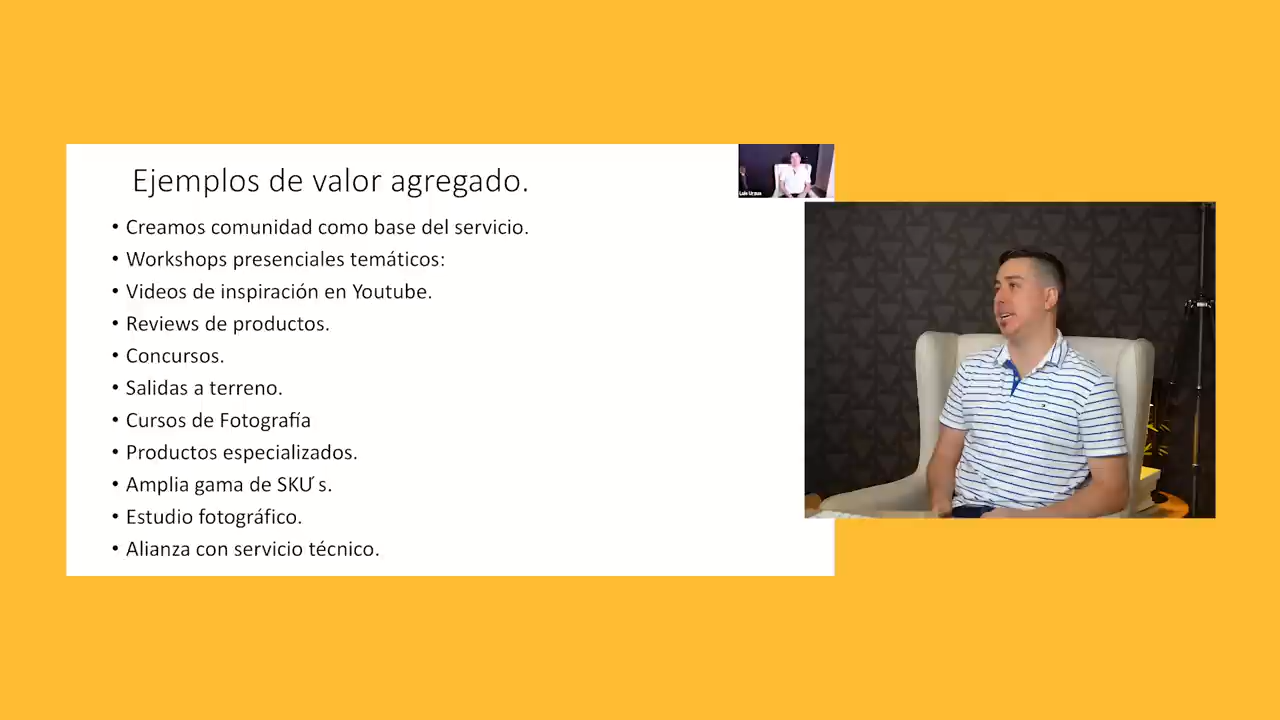 Ejemplos de valor agregado.
• Creamos comunidad como base del servicio.
• Workshops presenciales temáticos:
• Videos de inspiración en Youtube.
• Reviews de productos.
• Concursos.
• Salidas a terreno.
• Cursos de Fotografía
• Productos especializados.
• Amplia gama de SKU´s.
• Estudio fotográfico.
• Alianza con servicio técnico.